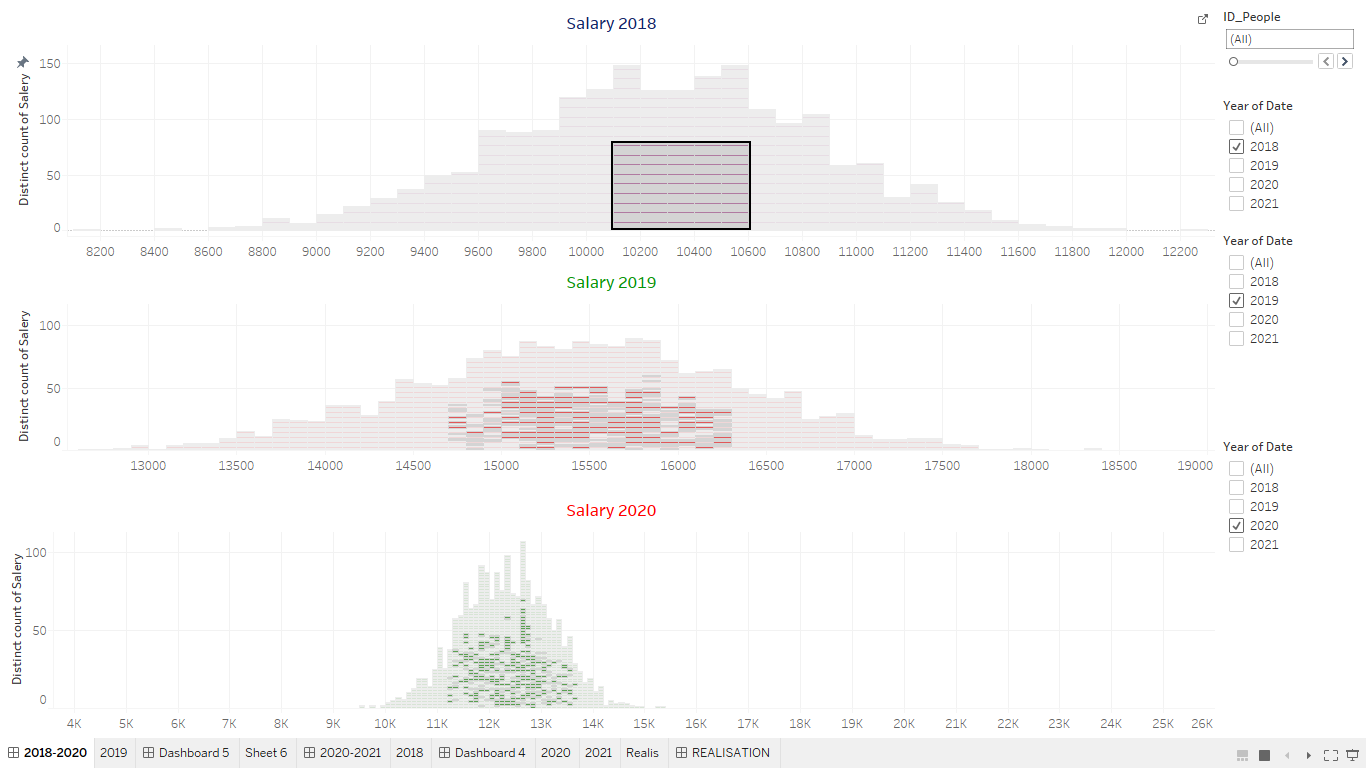 Salary 2018
Distinct count of Salery
150
100
50
0
8200 8400 8600 8800 9000 9200 9400 9600 9800 10000 10200 10400 10600 10800 11000 11200 11400 11600 11800 12000 12200
Salary 2019
Distinct count of Salery
100
50
0
13000 13500 14000 14500 15000 15500 16000 16500 17000 17500 18000 18500 19000
Salary 2020
Distinct count of Salery
100
50
0
4K 5K 6K 7K 8K 9K 10K 11K 12K 13K 14K 15K 16K 17K 18K 19K 20K 21K 22K 23K 24K 25K 26K
ID_People
(All)
Year of Date
(All)
2018
2019
2020
2021
Year of Date
(All)
2018
2019
2020
2021
Year of Date
(All)
2018
2019
2020
2021
2018-2020 2019 Dashboard 5 Sheet 6 2020-2021 2018 Dashboard 4 2020 2021 Realis REALISATION